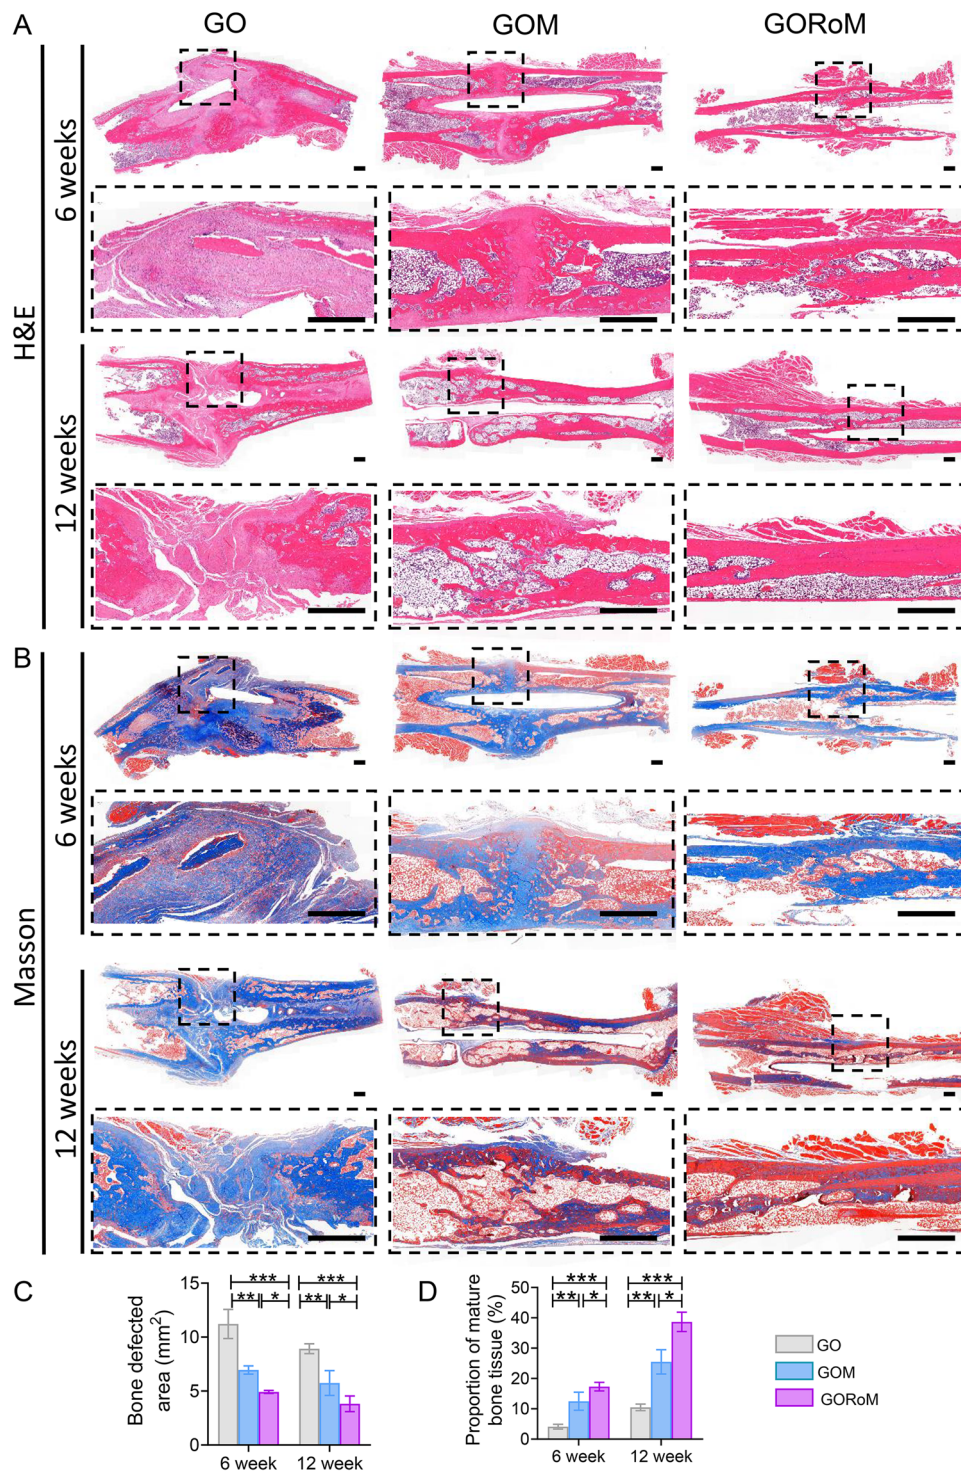 A
GO
GOM
GORoM
H&E
6 weeks
12 weeks
B
Masson
6 weeks
12 weeks
C
Bone defected
area (mm²)
15
10
5
0
*** ***
** * ** *
6 week 12 week
D
Proportion of mature
bone tissue (%)
50
40
30
20
10
0
*** ***
** * ** *
6 week 12 week
GO
GOM
GORoM